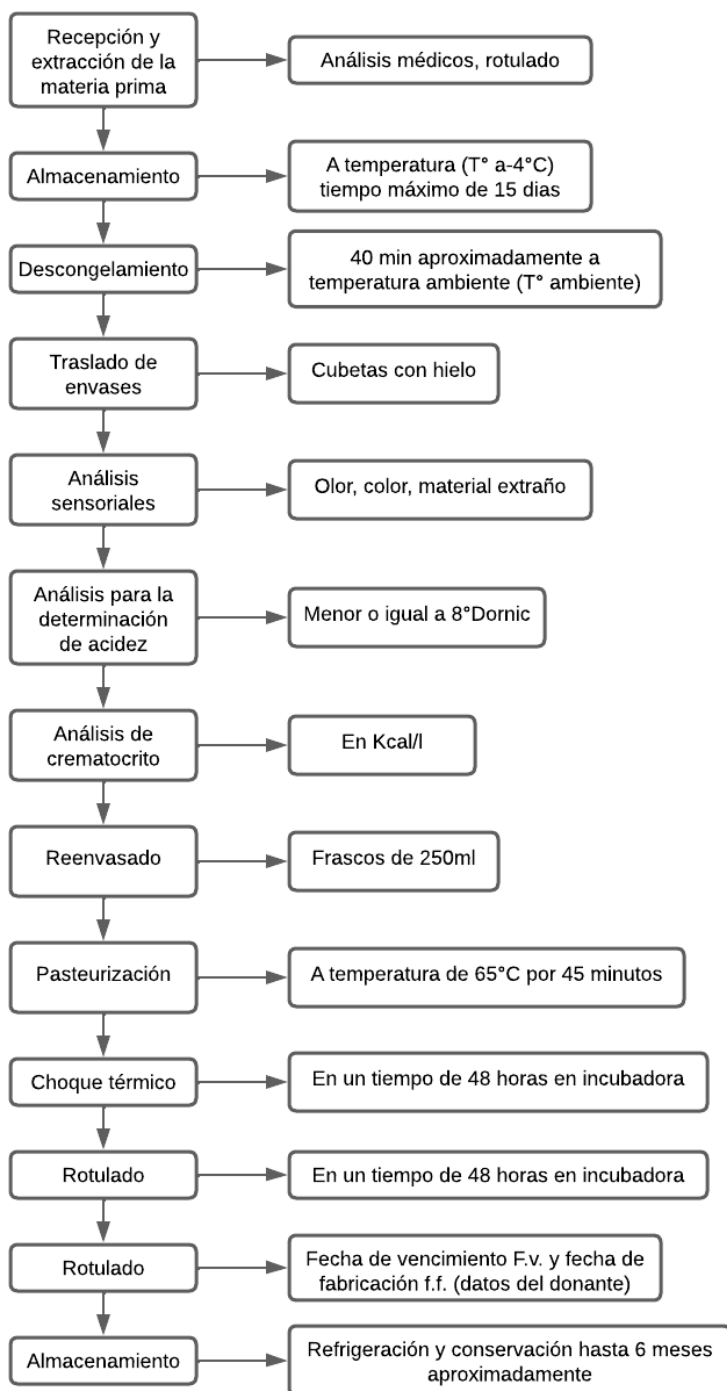 Recepción y
extracción de la
materia prima
Análisis médicos, rotulado
Almacenamiento
A temperatura (T° a-4°C)
tiempo máximo de 15 dias
Descongelamiento
40 min aproximadamente a
temperatura ambiente (T° ambiente)
Traslado de
envases
Cubetas con hielo
Análisis
sensoriales
Olor, color, material extraño
Análisis para la
determinación
de acidez
Menor o igual a 8°Dornic
Análisis de
crematocrito
En Kcal/l
Reenvasado
Frascos de 250ml
Pasteurización
A temperatura de 65°C por 45 minutos
Choque térmico
En un tiempo de 48 horas en incubadora
Rotulado
En un tiempo de 48 horas en incubadora
Rotulado
Fecha de vencimiento F.v. y fecha de
fabricación f.f. (datos del donante)
Almacenamiento
Refrigeración y conservación hasta 6 meses
aproximadamente